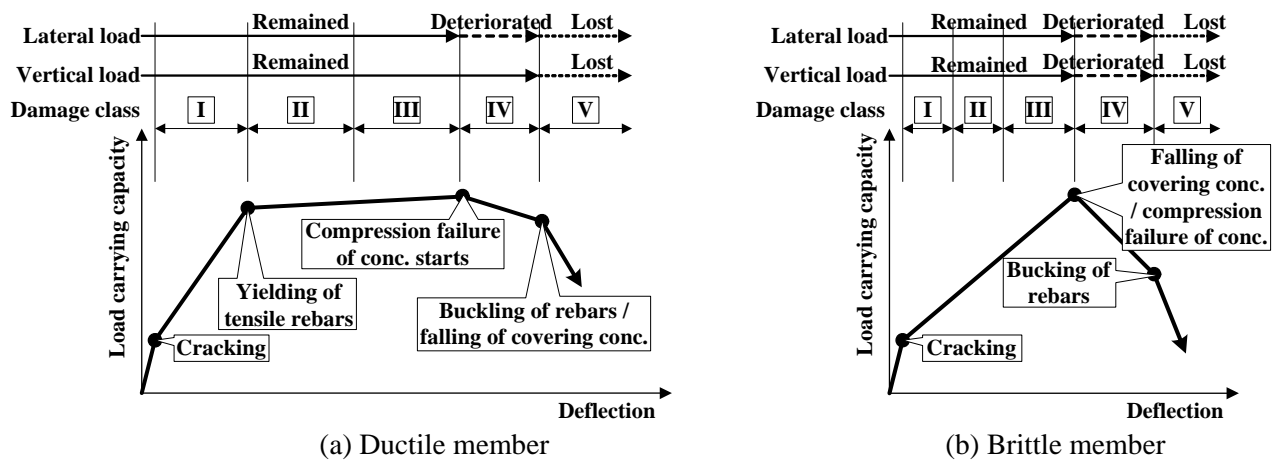 Remained
Deteriorated
Lost
Lateral load
Remained
Lost
Vertical load
Damage class
I
II
III
IV
V
Load carrying capacity
Compression failure
of conc. starts
Yielding of
tensile rebars
Buckling of rebars /
falling of covering conc.
Cracking
Deflection
(a) Ductile member
Remained
Deteriorated
Lost
Lateral load
Remained
Deteriorated
Lost
Vertical load
Damage class
I
II
III
IV
V
Load carrying capacity
Falling of
covering conc.
/ compression
failure of conc.
Bucking of
rebars
Cracking
Deflection
(b) Brittle member